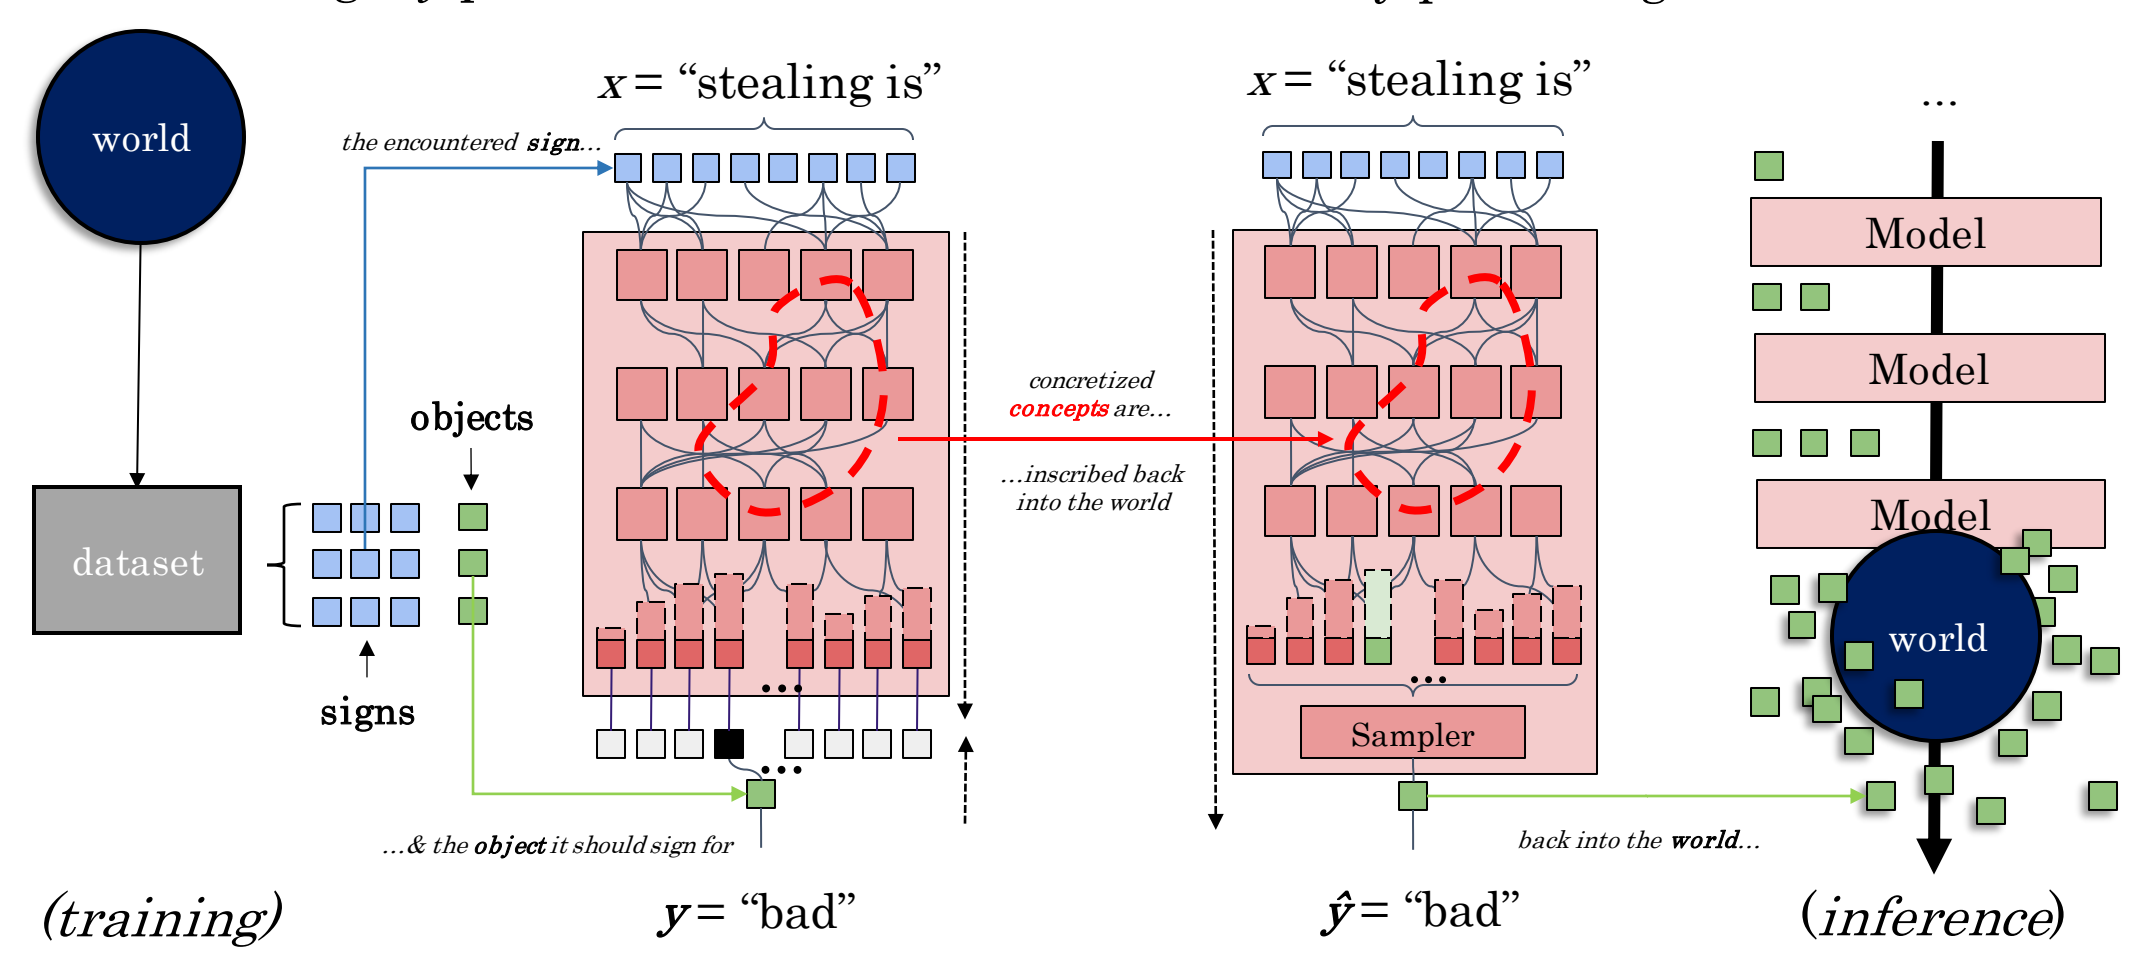 x = “stealing is”
x = “stealing is”
...
world
the encountered sign...
Model
Model
concretized
concepts are...
objects
...inscribed back
into the world
Model
dataset
world
signs
...
...
Sampler
...
...& the object it should sign for
back into the world...
(training)
y = “bad”
ŷ = “bad”
(inference)